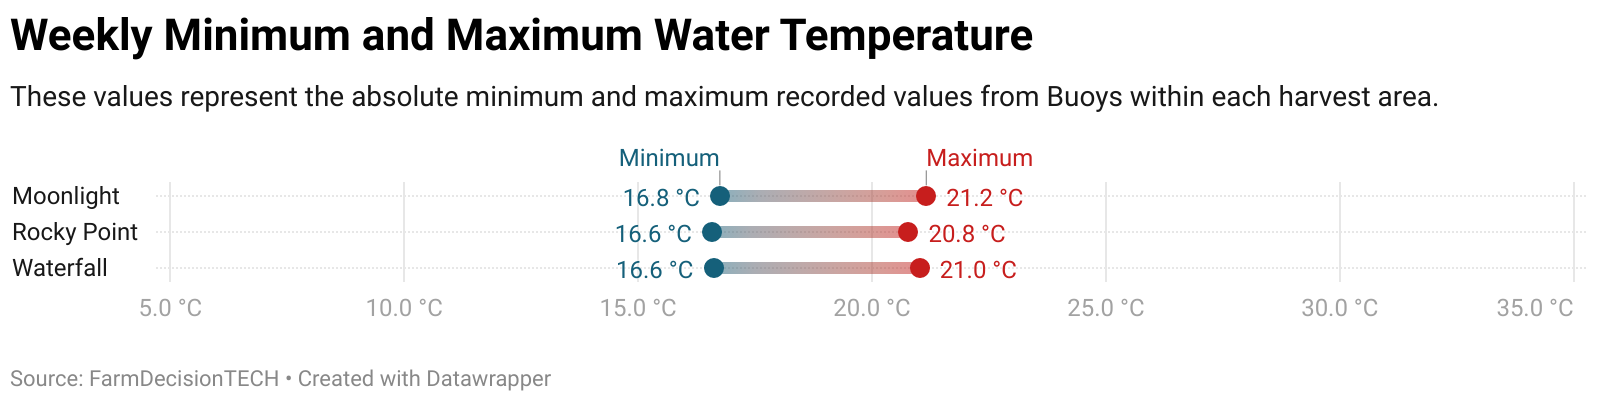 Weekly Minimum and Maximum Water Temperature
These values represent the absolute minimum and maximum recorded values from Buoys within each harvest area.
Minimum Maximum
Moonlight 16.8 °C 21.2 °C
Rocky Point 16.6 °C 20.8 °C
Waterfall 16.6 °C 21.0 °C
5.0 °C 10.0 °C 15.0 °C 20.0 °C 25.0 °C 30.0 °C 35.0 °C
Source: FarmDecisionTECH • Created with Datawrapper